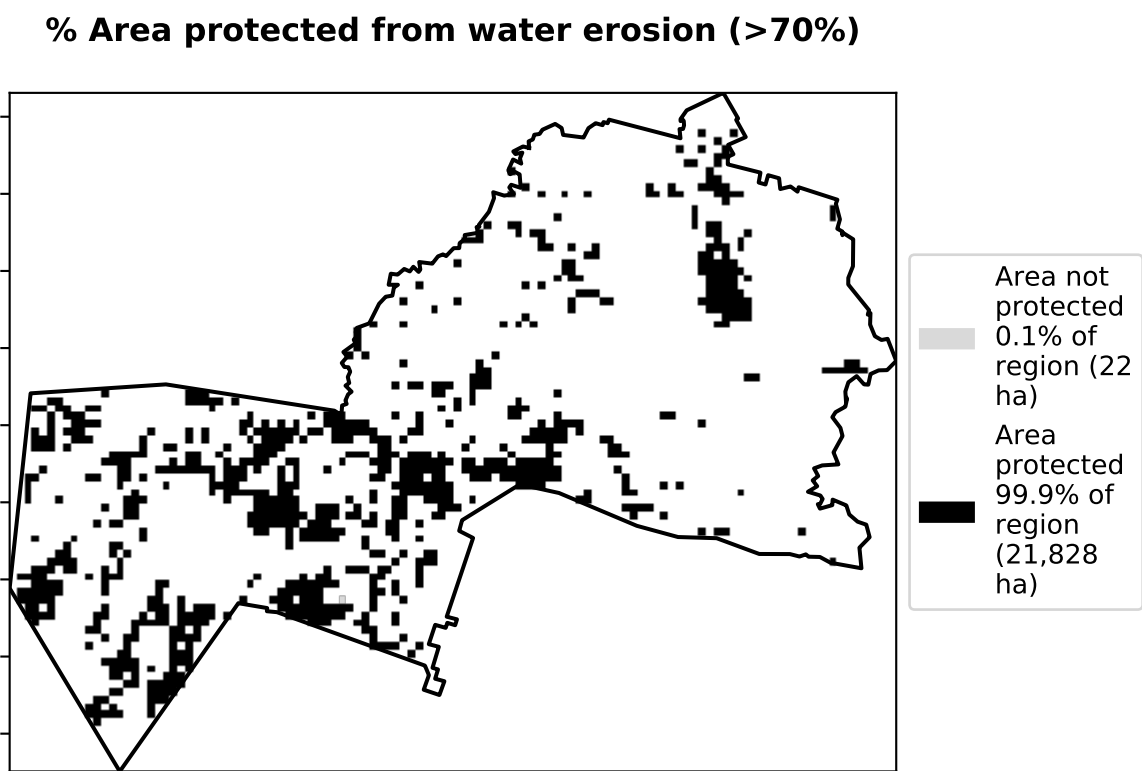 % Area protected from water erosion (>70%)
Area not
protected
0.1% of
region (22
ha)
Area
protected
99.9% of
region
(21,828
ha)